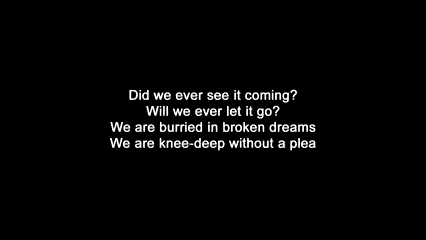 Did we ever see it coming?
Will we ever let it go?
We are burried in broken dreams
We are knee-deep without a plea